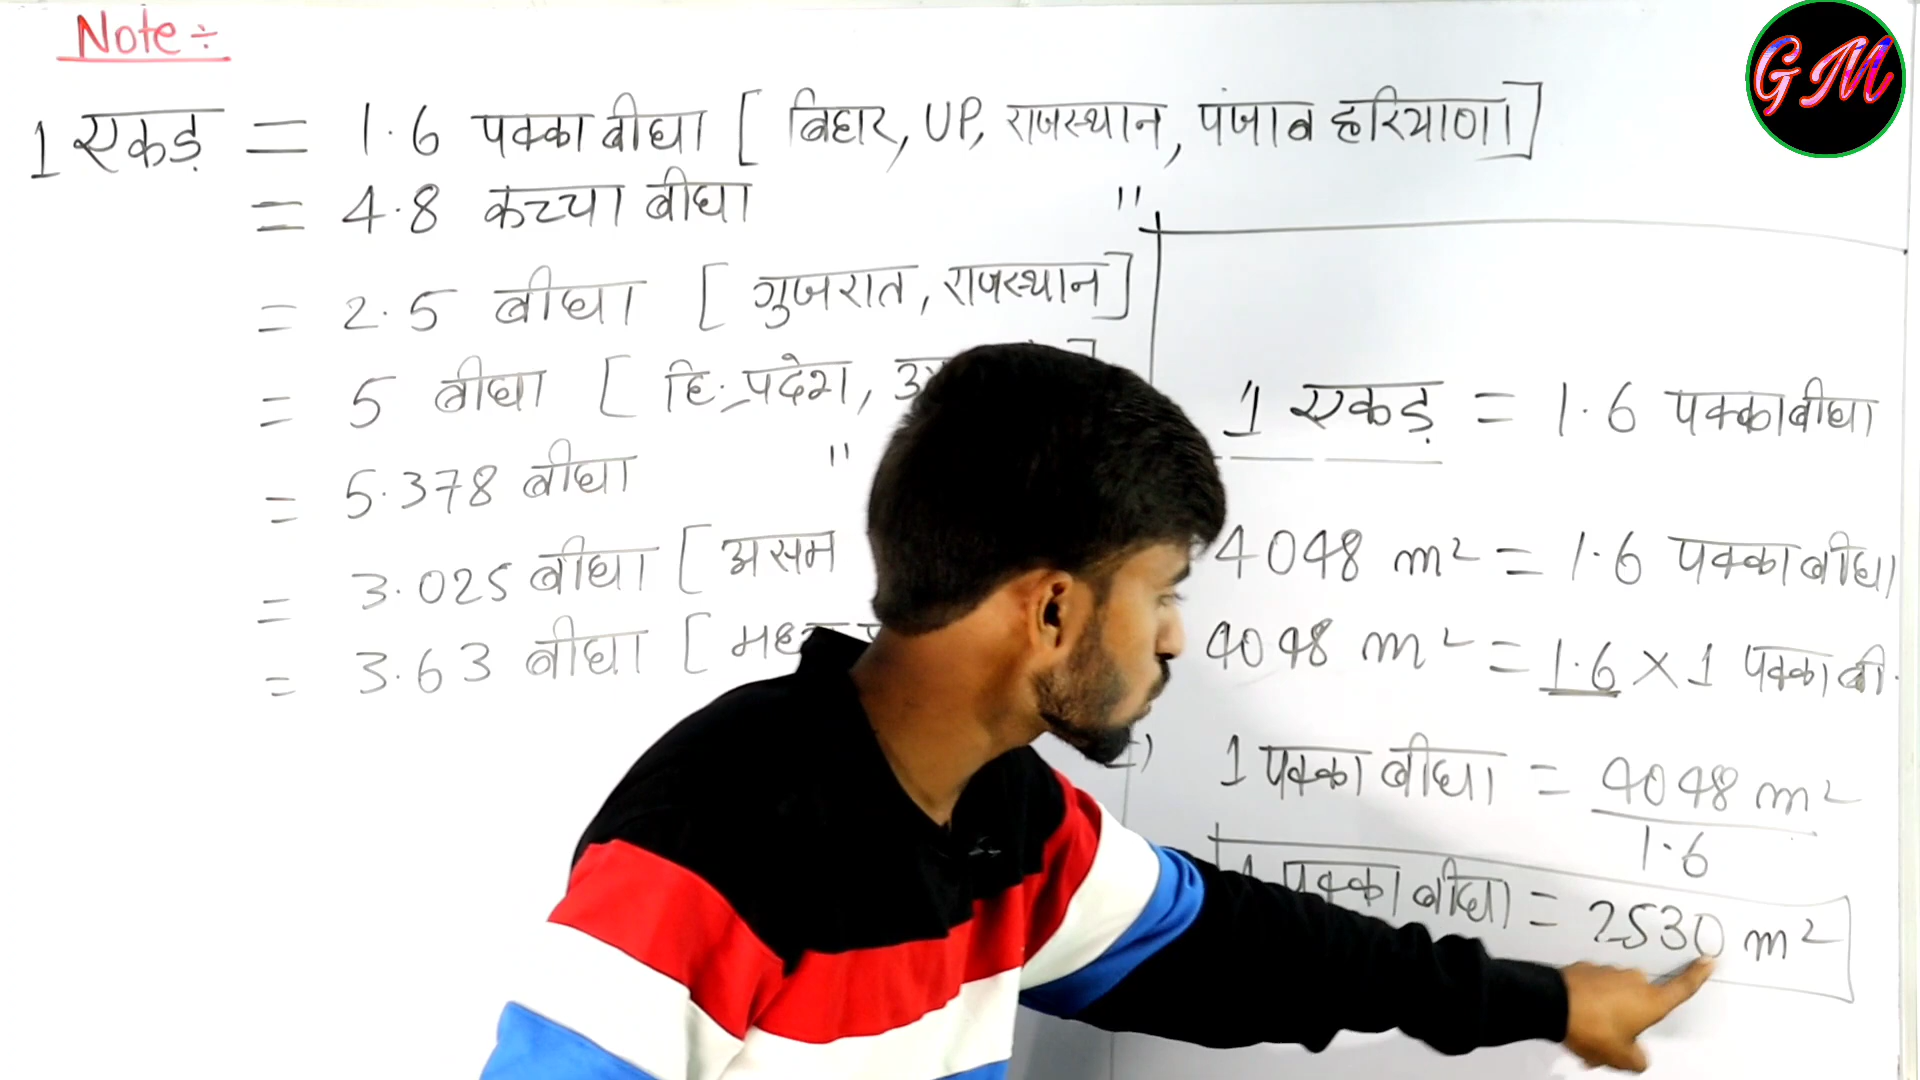 Note ÷
GM
1 एकड़ = 1.6 पक्का बीघा [ बिहार, UP, राजस्थान, पंजाब हरियाणा ]
= 4.8 कच्चा बीघा "
= 2.5 बीघा [ गुजरात, राजस्थान ]
= 5 बीघा [ हि. प्रदेश,
= 5.378 बीघा "
= 3.025 बीघा [ असम
= 3.63 बीघा [
1 एकड़ = 1.6 पक्का बीघा
4048 m² = 1.6 पक्का बीघा
4048 m² = 1.6 × 1 पक्का बी.
1 पक्का बीघा = 4048 m²
1.6
पक्का बीघा = 2530 m²